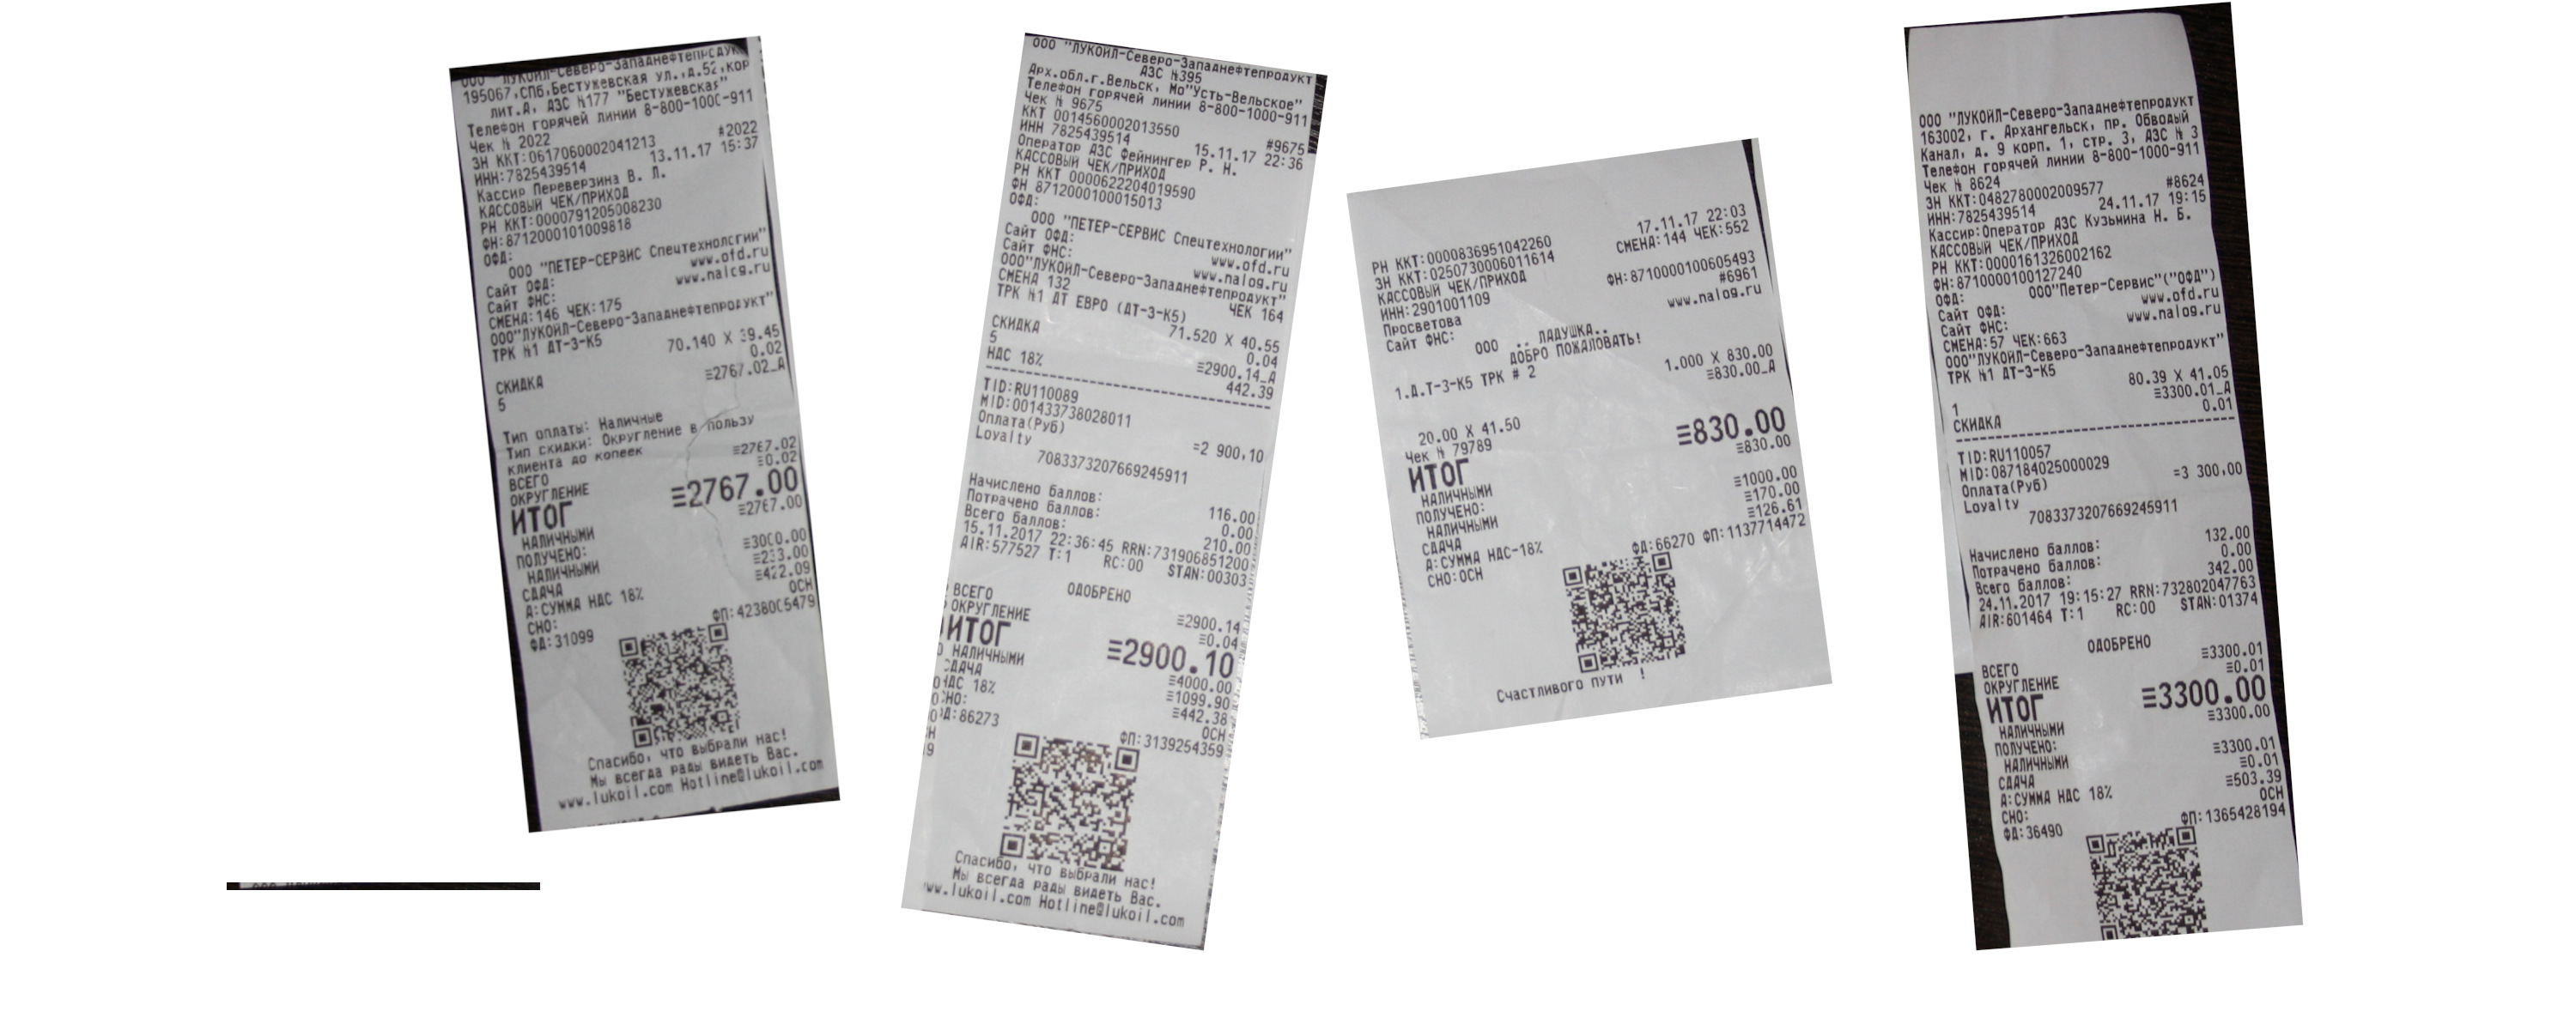 ООО "ЛУКОЙЛ-Северо-Западнефтепродукт
195067,СПб,Бестужевская ул.,д.52,кор
лит.А, АЗС №177 "Бестужевская"
Телефон горячей линии 8-800-1000-911
Чек № 2022 #2022
ЗН ККТ:0617060002041213 13.11.17 15:37
ИНН:7825439514
Кассир Переверзина В. Л.
КАССОВЫЙ ЧЕК/ПРИХОД
РН ККТ:0000791205008230
ФН:8712000101009818
ОФД:
ООО "ПЕТЕР-СЕРВИС Спецтехнологии"
Сайт ОФД: www.ofd.ru
Сайт ФНС: www.nalog.ru
СМЕНА:146 ЧЕК:175
ООО"ЛУКОЙЛ-Северо-Западнефтепродукт"
ТРК №1 ДТ-З-К5
70.140 X 39.45
СКИДКА 0.02
5 ≡2767.02_А
Тип оплаты: Наличные
Тип скидки: Округление в пользу
клиента до копеек
ВСЕГО ≡2767.02
ОКРУГЛЕНИЕ ≡0.02
ИТОГ ≡2767.00
НАЛИЧНЫМИ ≡2767.00
ПОЛУЧЕНО:
НАЛИЧНЫМИ ≡3000.00
СДАЧА ≡233.00
А:СУММА НДС 18% ≡422.09
СНО: ОСН
ФД:31099 ФП:4238005479
Спасибо, что выбрали нас!
Мы всегда рады видеть Вас.
www.lukoil.com Hotline@lukoil.com
ООО "ЛУКОЙЛ-Северо-Западнефтепродукт
АЗС №395
Арх.обл.г.Вельск, Мо"Усть-Вельское"
Телефон горячей линии 8-800-1000-911
Чек № 9675 #9675
ККТ 0014560002013550 15.11.17 22:36
ИНН 7825439514
Оператор АЗС Фейнингер Р. Н.
КАССОВЫЙ ЧЕК/ПРИХОД
РН ККТ 0000622204019590
ФН 8712000100015013
ОФД:
ООО "ПЕТЕР-СЕРВИС Спецтехнологии"
Сайт ОФД: www.ofd.ru
Сайт ФНС: www.nalog.ru
ООО"ЛУКОЙЛ-Северо-Западнефтепродукт"
СМЕНА 132 ЧЕК 164
ТРК №1 ДТ ЕВРО (ДТ-З-К5)
71.520 X 40.55
СКИДКА 0.04
5 ≡2900.14_А
НДС 18% 442.39
TID:RU110089
MID:001433738028011
Оплата(Руб) =2 900,10
Loyalty
7083373207669245911
Начислено баллов: 116.00
Потрачено баллов: 0.00
Всего баллов: 210.00
15.11.2017 22:36:45 RRN:731906851200
AIR:577527 T:1 RC:00 STAN:00303
ОДОБРЕНО
ВСЕГО ≡2900.14
ОКРУГЛЕНИЕ ≡0.04
ИТОГ ≡2900.10
НАЛИЧНЫМИ ≡4000.00
СДАЧА ≡1099.90
НДС 18% ≡442.38
СНО: ОСН
ФД:86273 ФП:3139254359
Спасибо, что выбрали нас!
Мы всегда рады видеть Вас.
www.lukoil.com Hotline@lukoil.com
17.11.17 22:03
РН ККТ:0000836951042260 СМЕНА:144 ЧЕК:552
ЗН ККТ:0250730006011614
КАССОВЫЙ ЧЕК/ПРИХОД ФН:8710000100605493
ИНН:2901001109 #6961
Просветова www.nalog.ru
Сайт ФНС:
ООО .. ЛАДУШКА..
ДОБРО ПОЖАЛОВАТЬ!
1.Д.Т-З-К5 ТРК # 2 1.000 X 830.00
≡830.00_А
20.00 X 41.50
Чек № 79789
ИТОГ ≡830.00
НАЛИЧНЫМИ ≡830.00
ПОЛУЧЕНО:
НАЛИЧНЫМИ ≡1000.00
СДАЧА ≡170.00
А:СУММА НДС-18% ≡126.61
СНО:ОСН ФД:66270 ФП:1137714472
Счастливого пути !
ООО "ЛУКОЙЛ-Северо-Западнефтепродукт
163002, г. Архангельск, пр. Обводный
Канал, д. 9 корп. 1, стр. 3, АЗС № 3
Телефон горячей линии 8-800-1000-911
Чек № 8624 #8624
ЗН ККТ:0482780002009577 24.11.17 19:15
ИНН:7825439514
Кассир:Оператор АЗС Кузьмина Н. Б.
КАССОВЫЙ ЧЕК/ПРИХОД
РН ККТ:0000161326002162
ФН:8710000100127240
ОФД: ООО"Петер-Сервис"("ОФД")
Сайт ОФД: www.ofd.ru
Сайт ФНС: www.nalog.ru
СМЕНА:57 ЧЕК:663
ООО"ЛУКОЙЛ-Северо-Западнефтепродукт"
ТРК №1 ДТ-З-К5
80.39 X 41.05
1 ≡3300.01_А
СКИДКА 0.01
TID:RU110057
MID:087184025000029
Оплата(Руб) =3 300,00
Loyalty
7083373207669245911
Начислено баллов: 132.00
Потрачено баллов: 0.00
Всего баллов: 342.00
24.11.2017 19:15:27 RRN:732802047763
AIR:601464 T:1 RC:00 STAN:01374
ОДОБРЕНО
ВСЕГО ≡3300.01
ОКРУГЛЕНИЕ ≡0.01
ИТОГ ≡3300.00
НАЛИЧНЫМИ ≡3300.00
ПОЛУЧЕНО:
НАЛИЧНЫМИ ≡3300.01
СДАЧА ≡0.01
А:СУММА НДС 18% ≡503.39
СНО: ОСН
ФД:36490 ФП:1365428194